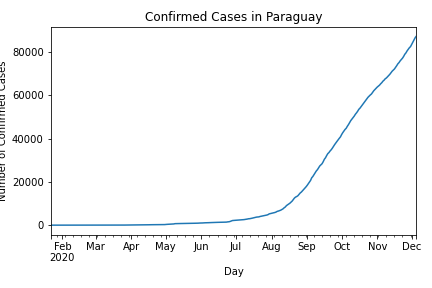 Confirmed Cases in Paraguay
Number of Confirmed Cases
80000
60000
40000
20000
0
Feb Mar Apr May Jun Jul Aug Sep Oct Nov Dec
2020
Day